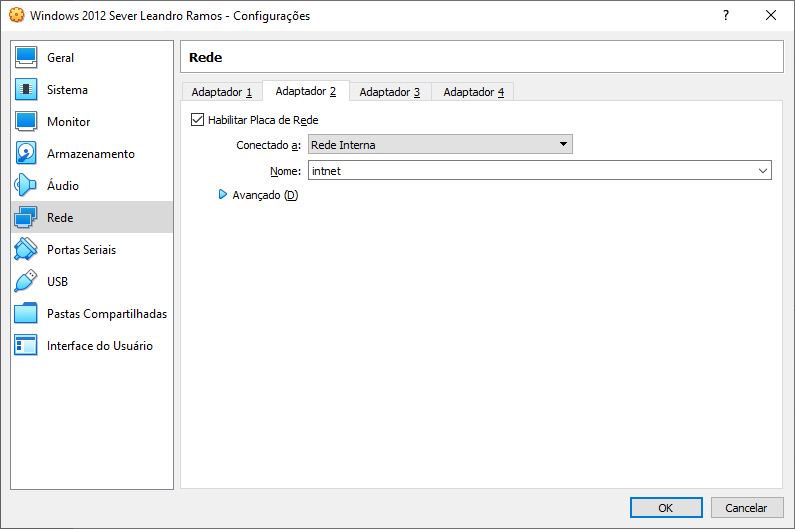 Windows 2012 Sever Leandro Ramos - Configurações
?
Geral
Sistema
Monitor
Armazenamento
Áudio
Rede
Portas Seriais
USB
Pastas Compartilhadas
Interface do Usuário
Rede
Adaptador 1 Adaptador 2 Adaptador 3 Adaptador 4
Habilitar Placa de Rede
Conectado a: Rede Interna
Nome: intnet
Avançado (D)
OK Cancelar